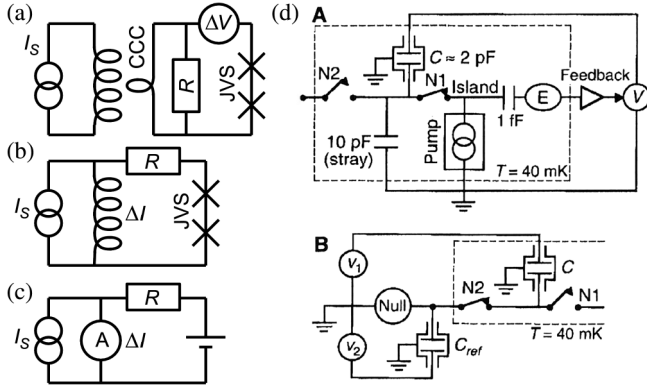 (a)
I_S
CCC
R
ΔV
JVS
(b)
I_S
R
ΔI
JVS
(c)
I_S
A
ΔI
R
(d)
A
N2
C ≈ 2 pF
N1
Island
E
Feedback
V
1 fF
10 pF
(stray)
Pump
T = 40 mK
B
v1
C
N2
N1
Null
T = 40 mK
v2
C_ref